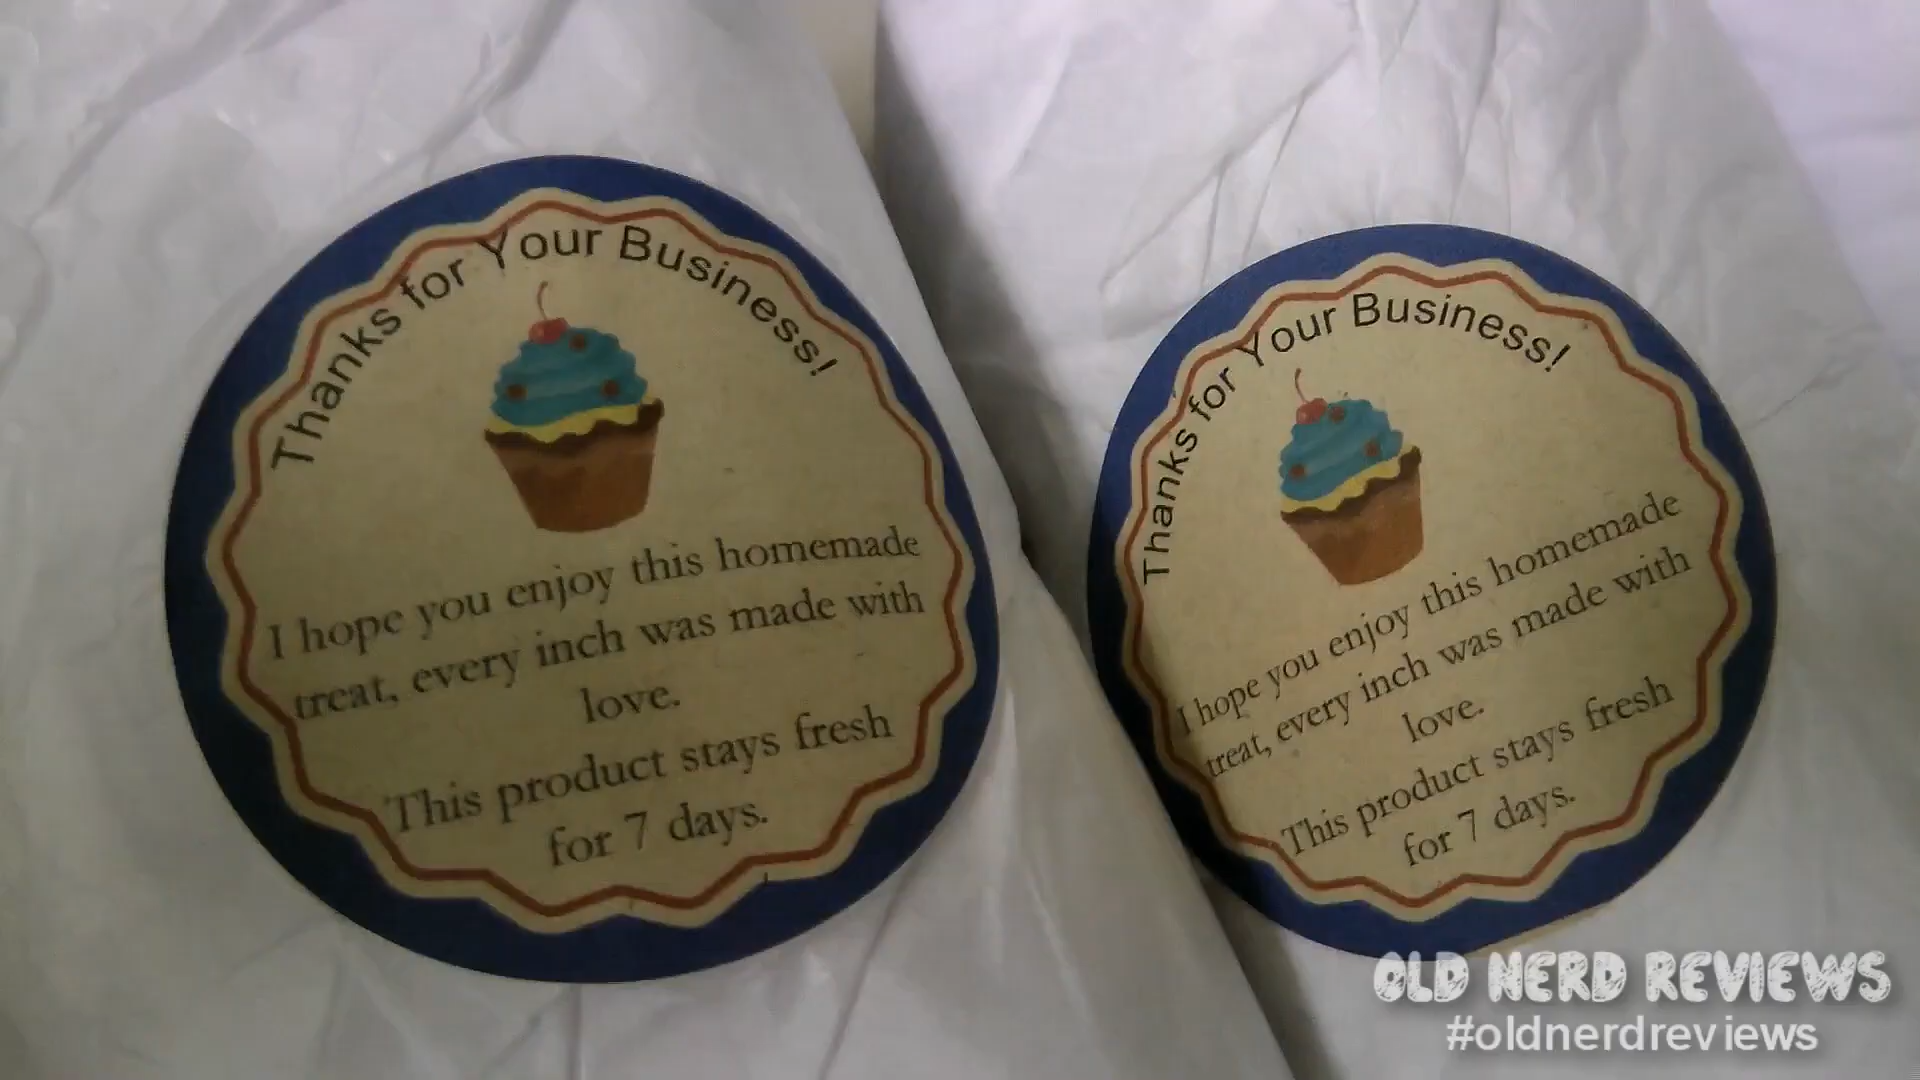 Thanks for Your Business!
I hope you enjoy this homemade
treat, every inch was made with
love.
This product stays fresh
for 7 days.
Thanks for Your Business!
I hope you enjoy this homemade
treat, every inch was made with
love.
This product stays fresh
for 7 days.
OLD NERD REVIEWS
#oldnerdreviews